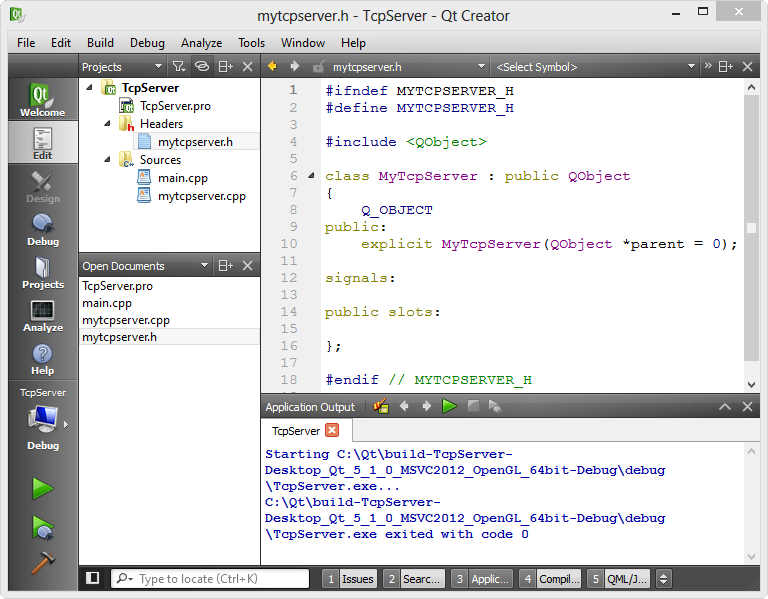 mytcpserver.h - TcpServer - Qt Creator
File Edit Build Debug Analyze Tools Window Help
Projects
mytcpserver.h
<Select Symbol>
Qt
Welcome
Edit
Design
Debug
Projects
Analyze
Help
TcpServer
Debug
TcpServer
TcpServer.pro
Headers
mytcpserver.h
Sources
main.cpp
mytcpserver.cpp
Open Documents
TcpServer.pro
main.cpp
mytcpserver.cpp
mytcpserver.h
1 #ifndef MYTCPSERVER_H
2 #define MYTCPSERVER_H
3
4 #include <QObject>
5
6 class MyTcpServer : public QObject
7 {
8 Q_OBJECT
9 public:
10 explicit MyTcpServer(QObject *parent = 0);
11
12 signals:
13
14 public slots:
15
16 };
17
18 #endif // MYTCPSERVER_H
Application Output
TcpServer
Starting C:\Qt\build-TcpServer-
Desktop_Qt_5_1_0_MSVC2012_OpenGL_64bit-Debug\debug
\TcpServer.exe...
C:\Qt\build-TcpServer-
Desktop_Qt_5_1_0_MSVC2012_OpenGL_64bit-Debug\debug
\TcpServer.exe exited with code 0
Type to locate (Ctrl+K)
1 Issues 2 Searc... 3 Applic... 4 Compil... 5 QML/J...